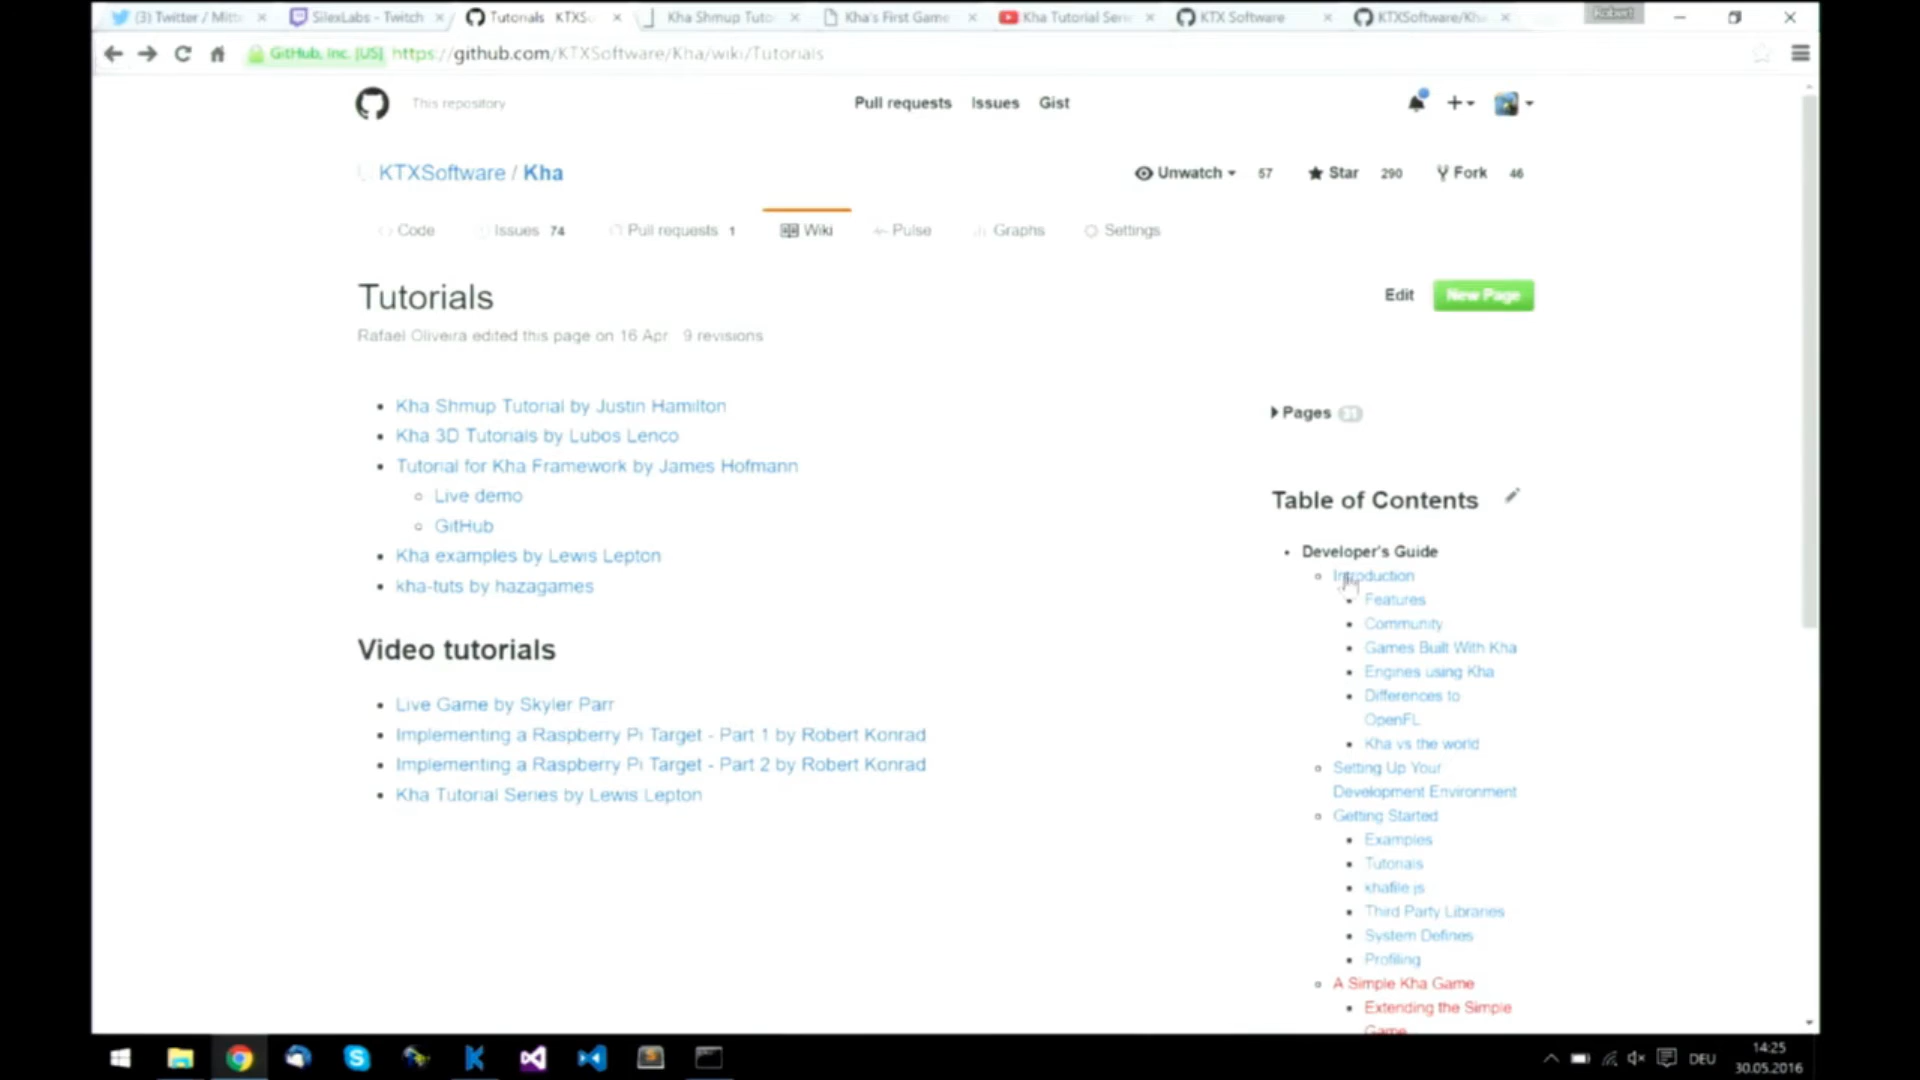 (3) Twitter / Mitt
SilexLabs - Twitch
Tutorials · KTXS
Kha Shmup Tuto
Kha's First Game
Kha Tutorial Seri
KTX Software
KTXSoftware/Kha
Robert
GitHub, Inc. [US] https://github.com/KTXSoftware/Kha/wiki/Tutorials
This repository
Pull requests Issues Gist
KTXSoftware / Kha
Unwatch 57 Star 290 Fork 46
Code Issues 74 Pull requests 1 Wiki Pulse Graphs Settings
Tutorials
Edit New Page
Rafael Oliveira edited this page on 16 Apr 9 revisions
Kha Shmup Tutorial by Justin Hamilton
Kha 3D Tutorials by Lubos Lenco
Tutorial for Kha Framework by James Hofmann
Live demo
GitHub
Kha examples by Lewis Lepton
kha-tuts by hazagames
Video tutorials
Live Game by Skyler Parr
Implementing a Raspberry Pi Target - Part 1 by Robert Konrad
Implementing a Raspberry Pi Target - Part 2 by Robert Konrad
Kha Tutorial Series by Lewis Lepton
Pages 31
Table of Contents
Developer's Guide
Introduction
Features
Community
Games Built With Kha
Engines using Kha
Differences to
OpenFL
Kha vs the world
Setting Up Your
Development Environment
Getting Started
Examples
Tutorials
khafile.js
Third Party Libraries
System Defines
Profiling
A Simple Kha Game
Extending the Simple
Game
DEU
14:25
30.05.2016